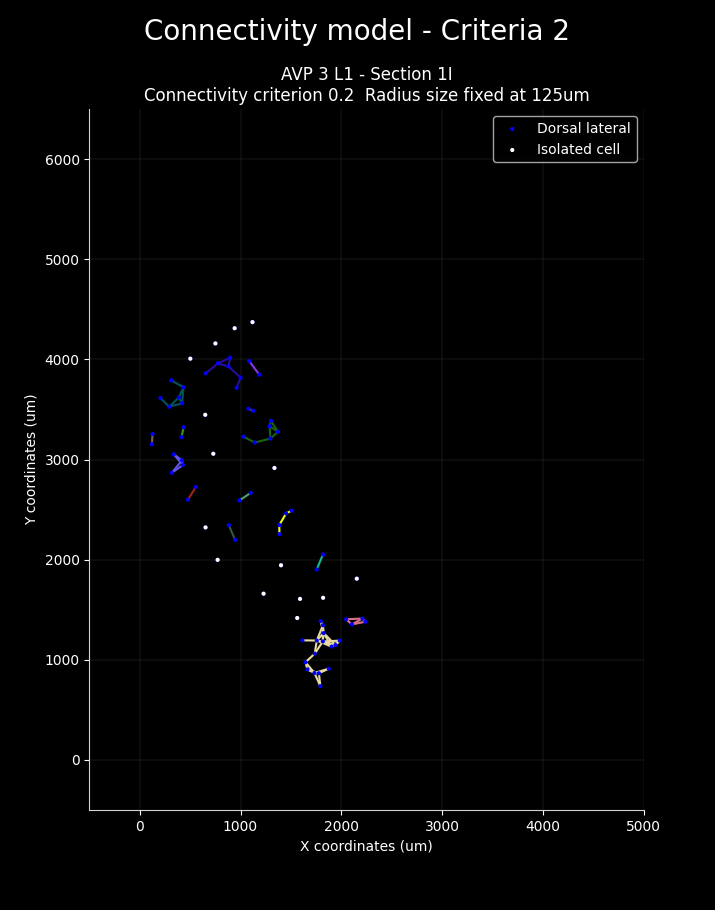 Connectivity model - Criteria 2
AVP 3 L1 - Section 1I
Connectivity criterion 0.2  Radius size fixed at 125um
Dorsal lateral
Isolated cell
6000
5000
4000
3000
2000
1000
0
Y coordinates (um)
0 1000 2000 3000 4000 5000
X coordinates (um)